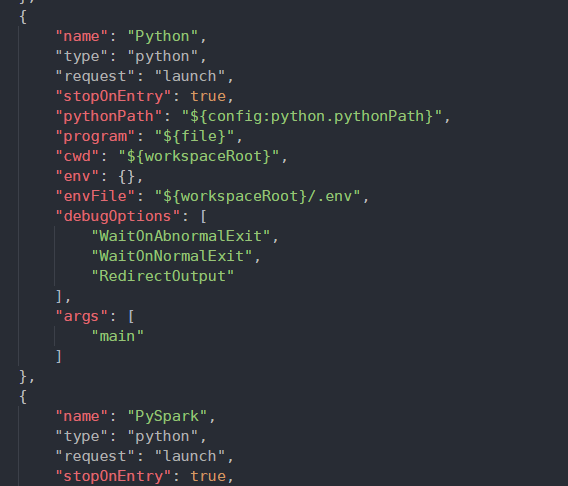 },
{
"name": "Python",
"type": "python",
"request": "launch",
"stopOnEntry": true,
"pythonPath": "${config:python.pythonPath}",
"program": "${file}",
"cwd": "${workspaceRoot}",
"env": {},
"envFile": "${workspaceRoot}/.env",
"debugOptions": [
"WaitOnAbnormalExit",
"WaitOnNormalExit",
"RedirectOutput"
],
"args": [
"main"
]
},
{
"name": "PySpark",
"type": "python",
"request": "launch",
"stopOnEntry": true,